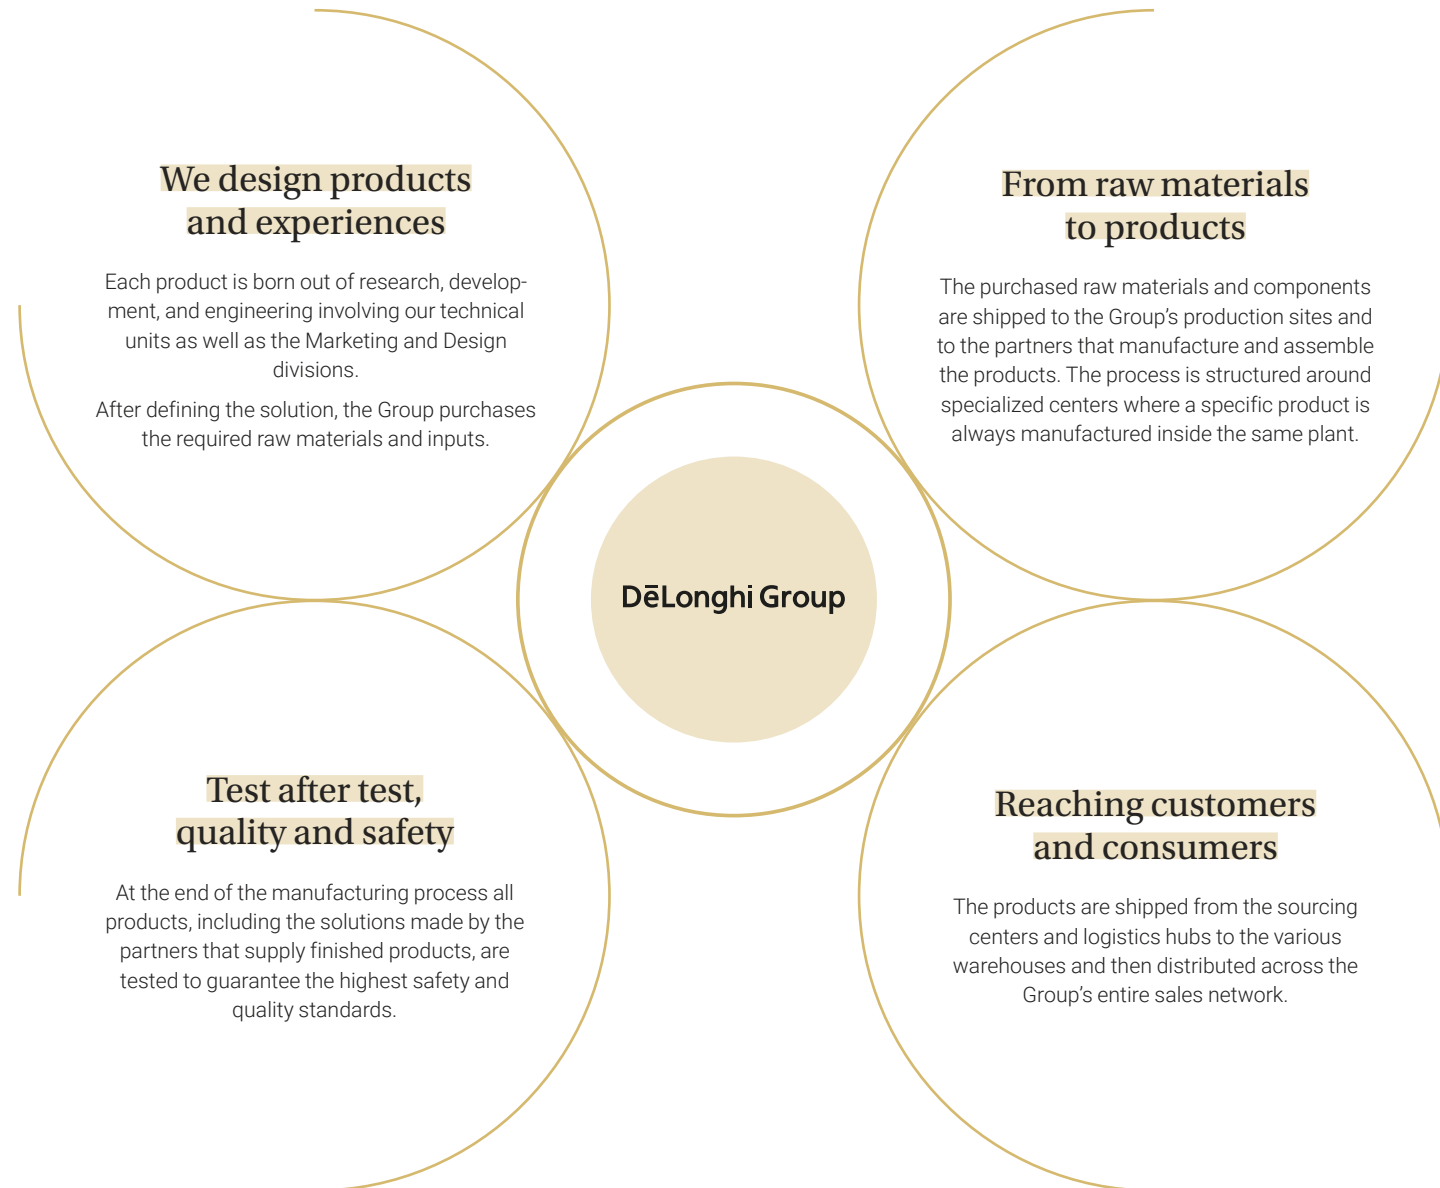 We design products
and experiences
Each product is born out of research, develop-
ment, and engineering involving our technical
units as well as the Marketing and Design
divisions.
After defining the solution, the Group purchases
the required raw materials and inputs.
From raw materials
to products
The purchased raw materials and components
are shipped to the Group’s production sites and
to the partners that manufacture and assemble
the products. The process is structured around
specialized centers where a specific product is
always manufactured inside the same plant.
DēLonghi Group
Test after test,
quality and safety
At the end of the manufacturing process all
products, including the solutions made by the
partners that supply finished products, are
tested to guarantee the highest safety and
quality standards.
Reaching customers
and consumers
The products are shipped from the sourcing
centers and logistics hubs to the various
warehouses and then distributed across the
Group’s entire sales network.